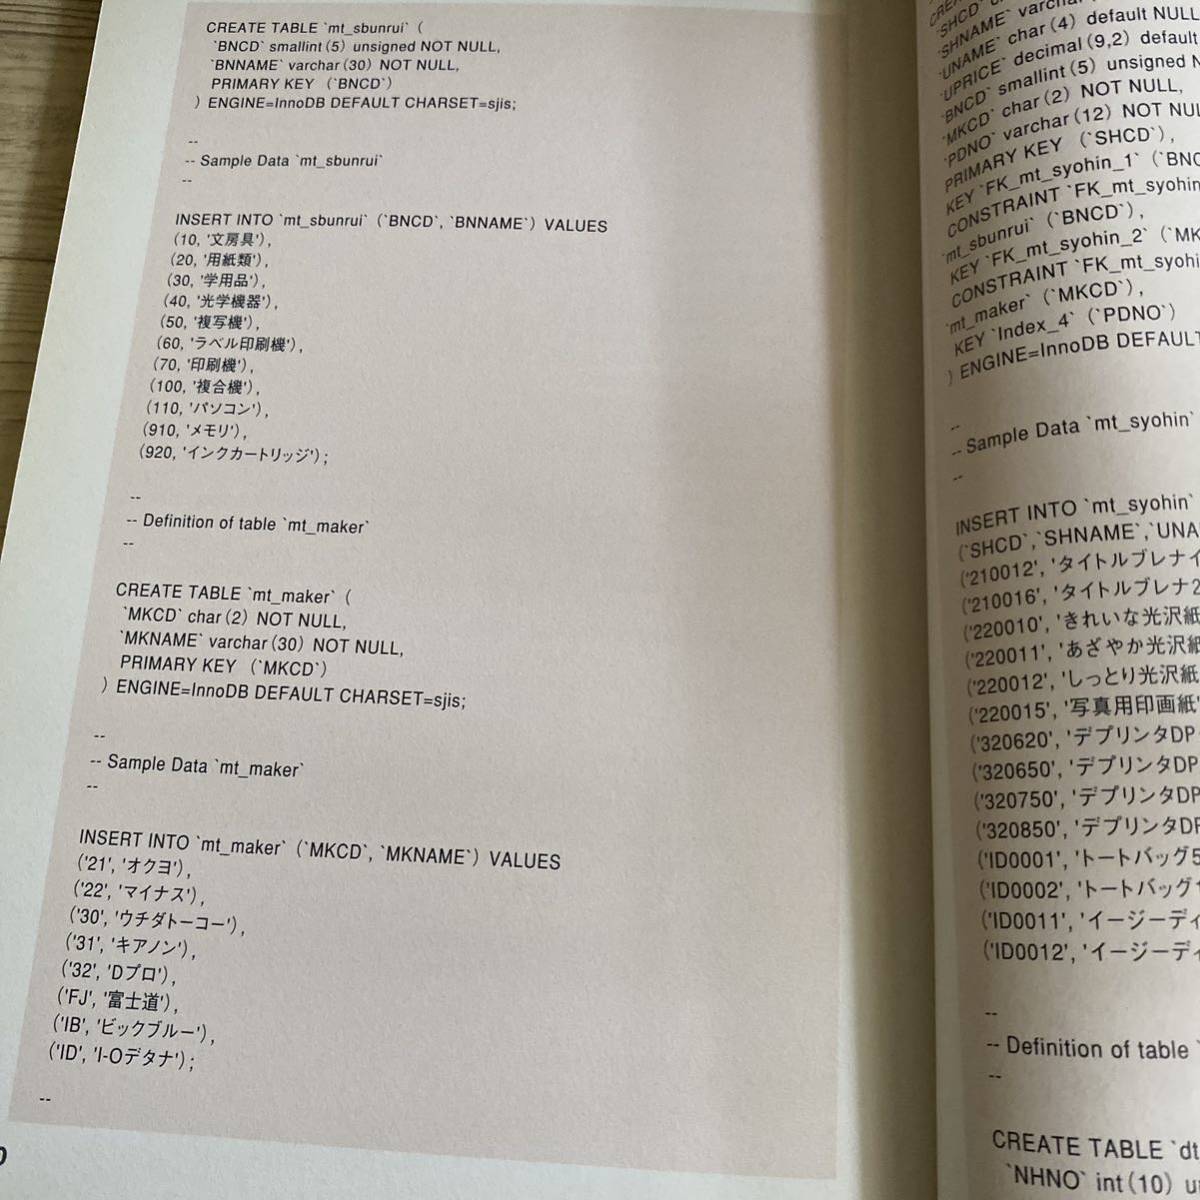 CREATE TABLE `mt_sbunrui` (
`BNCD` smallint (5) unsigned NOT NULL,
`BNNAME` varchar (30) NOT NULL,
PRIMARY KEY (`BNCD`)
) ENGINE=InnoDB DEFAULT CHARSET=sjis;
--
-- Sample Data `mt_sbunrui`
--
INSERT INTO `mt_sbunrui` (`BNCD`, `BNNAME`) VALUES
(10, '文房具'),
(20, '用紙類'),
(30, '学用品'),
(40, '光学機器'),
(50, '複写機'),
(60, 'ラベル印刷機'),
(70, '印刷機'),
(100, '複合機'),
(110, 'パソコン'),
(910, 'メモリ'),
(920, 'インクカートリッジ');
--
-- Definition of table `mt_maker`
--
CREATE TABLE `mt_maker` (
`MKCD` char (2) NOT NULL,
`MKNAME` varchar (30) NOT NULL,
PRIMARY KEY (`MKCD`)
) ENGINE=InnoDB DEFAULT CHARSET=sjis;
--
-- Sample Data `mt_maker`
--
INSERT INTO `mt_maker` (`MKCD`, `MKNAME`) VALUES
('21', 'オクヨ'),
('22', 'マイナス'),
('30', 'ウチダトーコー'),
('31', 'キアノン'),
('32', 'Dプロ'),
('FJ', '富士道'),
('IB', 'ビックブルー'),
('ID', 'I-Oデタナ');
--
0
`SHCD`
`SHNAME` varchar
`UNAME` char (4) default NULL
`UPRICE` decimal (9,2) default
`BNCD` smallint (5) unsigned
`MKCD` char (2) NOT NULL,
`PDNO` varchar (12) NOT
PRIMARY KEY (`SHCD`),
KEY `FK_mt_syohin_1` (`BNC
CONSTRAINT `FK_mt_syohin
`mt_sbunrui` (`BNCD`),
KEY `FK_mt_syohin_2` (`MK
CONSTRAINT `FK_mt_syohi
`mt_maker` (`MKCD`),
KEY `Index_4` (`PDNO`)
) ENGINE=InnoDB DEFAULT
--
-- Sample Data `mt_syohin`
--
INSERT INTO `mt_syohin`
(`SHCD`,`SHNAME`,`UNA
('210012', 'タイトルブレナイ
('210016', 'タイトルブレナ2
('220010', 'きれいな光沢紙
('220011', 'あざやか光沢紙
('220012', 'しっとり光沢紙
('220015', '写真用印画紙'
('320620', 'デプリンタDP
('320650', 'デプリンタDP
('320750', 'デプリンタDP
('320850', 'デプリンタDP
('ID0001', 'トートバッグ5
('ID0002', 'トートバッグ1
('ID0011', 'イージーディ
('ID0012', 'イージーディ
--
-- Definition of table `
--
CREATE TABLE `dt
`NHNO` int (10) u